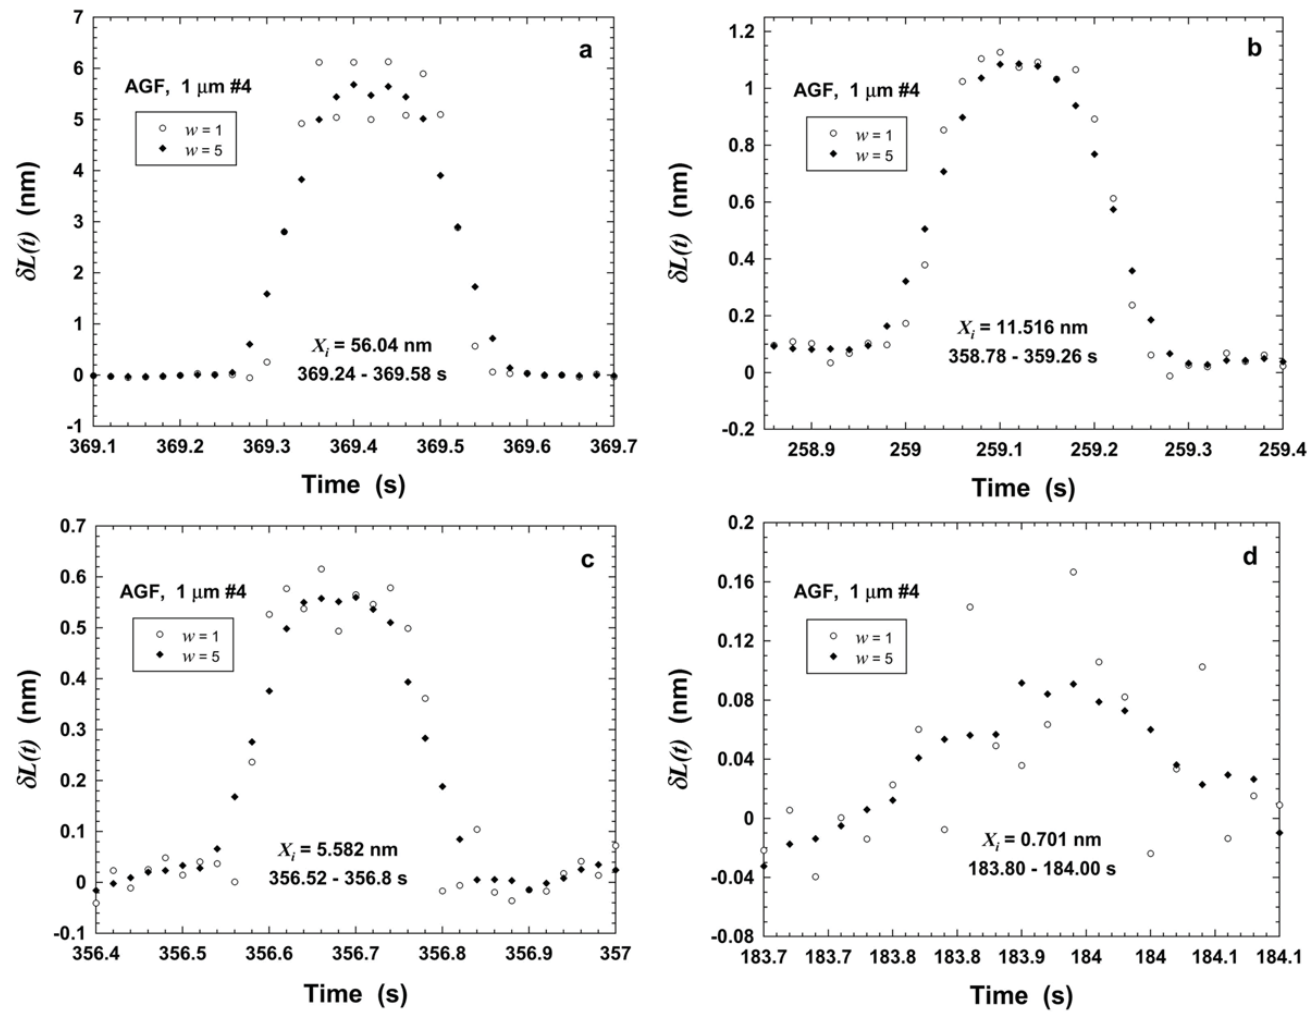 a
AGF, 1 μm #4
w = 1
w = 5
Xi = 56.04 nm
369.24 - 369.58 s
7
6
5
4
3
2
1
0
-1
δL(t) (nm)
369.1 369.2 369.3 369.4 369.5 369.6 369.7
Time (s)
b
AGF, 1 μm #4
w = 1
w = 5
Xi = 11.516 nm
358.78 - 359.26 s
1.2
1
0.8
0.6
0.4
0.2
0
-0.2
δL(t) (nm)
258.9 259 259.1 259.2 259.3 259.4
Time (s)
c
AGF, 1 μm #4
w = 1
w = 5
Xi = 5.582 nm
356.52 - 356.8 s
0.7
0.6
0.5
0.4
0.3
0.2
0.1
0
-0.1
δL(t) (nm)
356.4 356.5 356.6 356.7 356.8 356.9 357
Time (s)
d
AGF, 1 μm #4
w = 1
w = 5
Xi = 0.701 nm
183.80 - 184.00 s
0.2
0.16
0.12
0.08
0.04
0
-0.04
-0.08
δL(t) (nm)
183.7 183.7 183.8 183.8 183.9 184 184 184.1 184.1
Time (s)